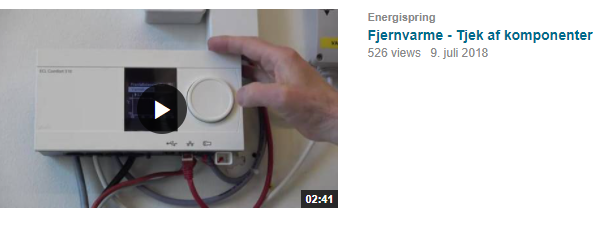 Energispring
Fjernvarme - Tjek af komponenter
526 views 9. juli 2018
02:41